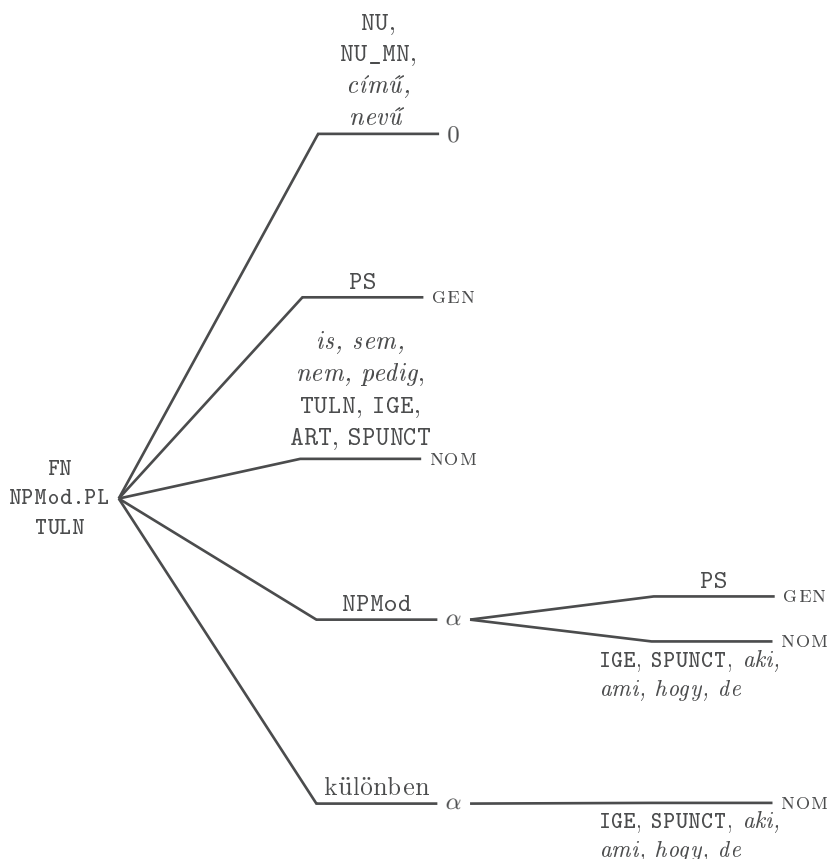 NU,
NU_MN,
című,
nevű
0
PS
GEN
is, sem,
nem, pedig,
TULN, IGE,
ART, SPUNCT
NOM
FN
NPMod.PL
TULN
NPMod
α
PS
GEN
NOM
IGE, SPUNCT, aki,
ami, hogy, de
különben
α
NOM
IGE, SPUNCT, aki,
ami, hogy, de